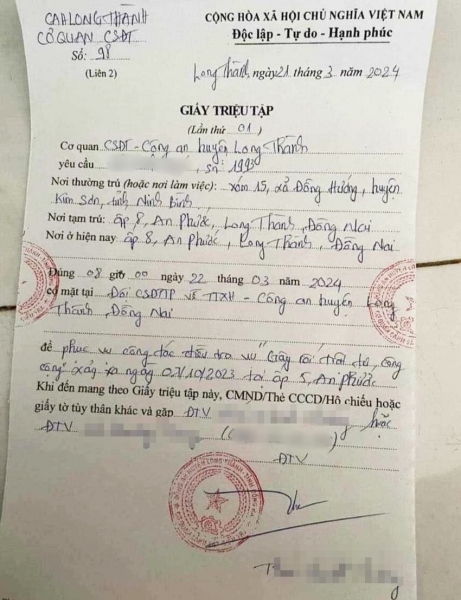 CAH LONG THÀNH
CƠ QUAN CSĐT
Số: 98
(Liên 2)
CỘNG HÒA XÃ HỘI CHỦ NGHĨA VIỆT NAM
Độc lập - Tự do - Hạnh phúc
Long Thành, ngày 21 tháng 3 năm 2024
GIẤY TRIỆU TẬP
(Lần thứ 01)
Cơ quan CSĐT - Công an huyện Long Thành
yêu cầu , sn: 1993
Nơi thường trú (hoặc nơi làm việc): xóm 15, xã Đồng Hướng, huyện
Kim Sơn, tỉnh Ninh Bình
Nơi tạm trú: ấp 8, An Phước, Long Thành, Đồng Nai
Nơi ở hiện nay ấp 8, An Phước, Long Thành, Đồng Nai
Đúng 08 giờ 00 ngày 22 tháng 03 năm 2024
có mặt tại Đội CSĐTTP về TTXH - Công an huyện Long
Thành, Đồng Nai
để phục vụ công tác điều tra vụ "Gây rối trật tự công
cộng" xảy ra ngày 07/10/2023 tại ấp 5, An Phước
Khi đến mang theo Giấy triệu tập này, CMND/Thẻ CCCD/Hộ chiếu hoặc
giấy tờ tùy thân khác và gặp ĐTV hoặc
ĐTV
ĐTV